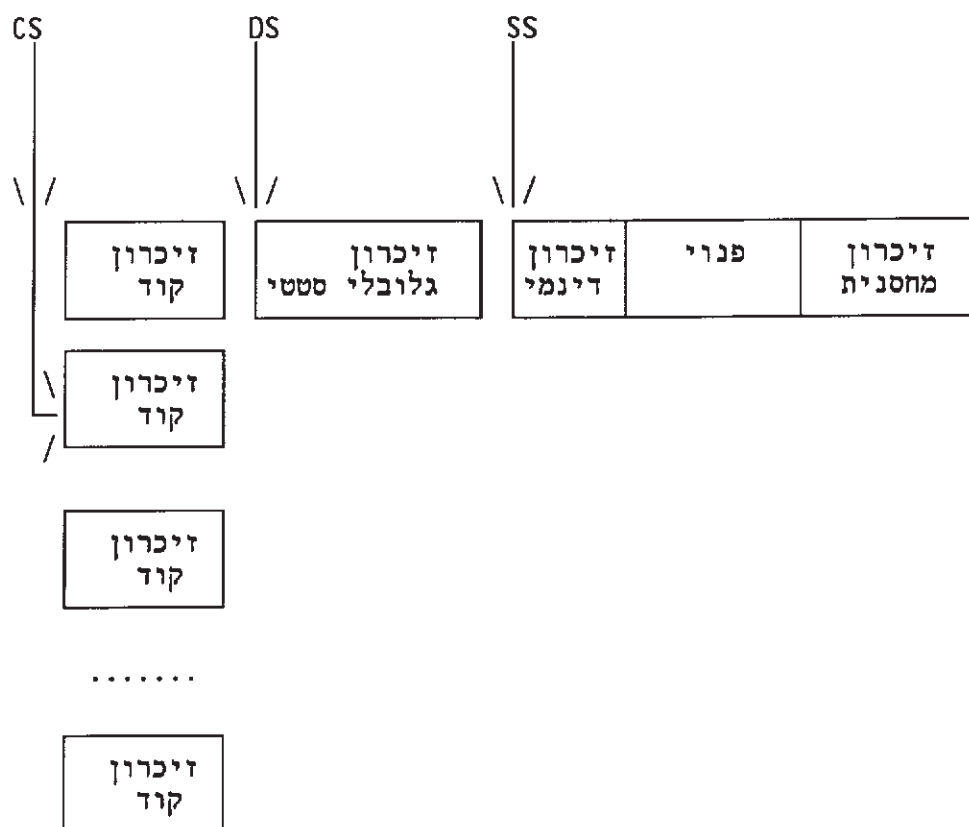 CS DS SS
זיכרון
קוד
זיכרון
גלובלי סטטי
זיכרון
דינמי
פנוי
זיכרון
מחסנית
זיכרון
קוד
זיכרון
קוד
.......
זיכרון
קוד